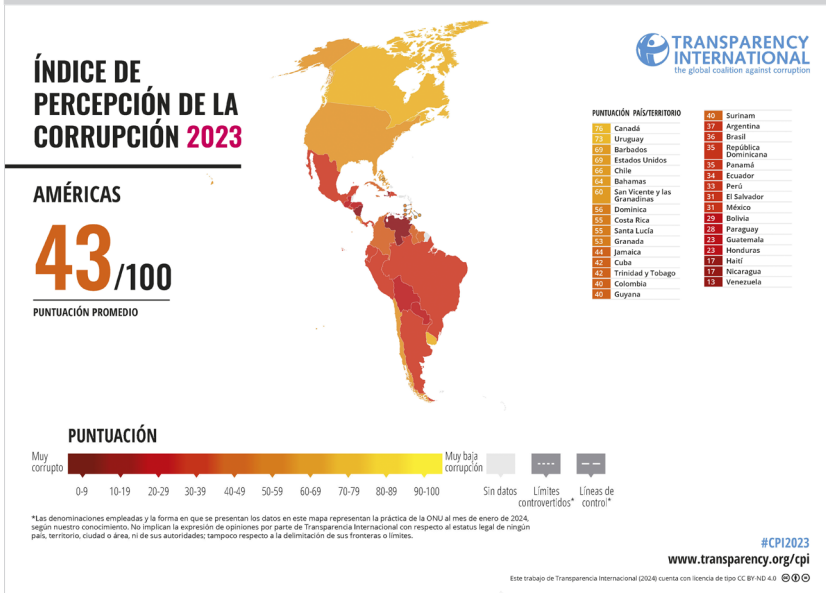 ÍNDICE DE
PERCEPCIÓN DE LA
CORRUPCIÓN 2023
AMÉRICAS
43/100
PUNTUACIÓN PROMEDIO
TRANSPARENCY
INTERNATIONAL
the global coalition against corruption
PUNTUACIÓN PAÍS/TERRITORIO
76 Canadá
73 Uruguay
69 Barbados
69 Estados Unidos
66 Chile
64 Bahamas
60 San Vicente y las
Granadinas
56 Dominica
55 Costa Rica
55 Santa Lucía
53 Granada
44 Jamaica
42 Cuba
42 Trinidad y Tobago
40 Colombia
40 Guyana
40 Surinam
37 Argentina
36 Brasil
35 República
Dominicana
35 Panamá
34 Ecuador
33 Perú
31 El Salvador
31 México
29 Bolivia
28 Paraguay
23 Guatemala
23 Honduras
17 Haití
17 Nicaragua
13 Venezuela
PUNTUACIÓN
Muy
corrupto
Muy baja
corrupción
0-9 10-19 20-29 30-39 40-49 50-59 60-69 70-79 80-89 90-100
Sin datos
Límites
controvertidos*
Líneas de
control*
*Las denominaciones empleadas y la forma en que se presentan los datos en este mapa representan la práctica de la ONU al mes de enero de 2024,
según nuestro conocimiento. No implican la expresión de opiniones por parte de Transparencia Internacional con respecto al estatus legal de ningún
país, territorio, ciudad o área, ni de sus autoridades; tampoco respecto a la delimitación de sus fronteras o límites.
#CPI2023
www.transparency.org/cpi
Este trabajo de Transparencia Internacional (2024) cuenta con licencia de tipo CC BY-ND 4.0